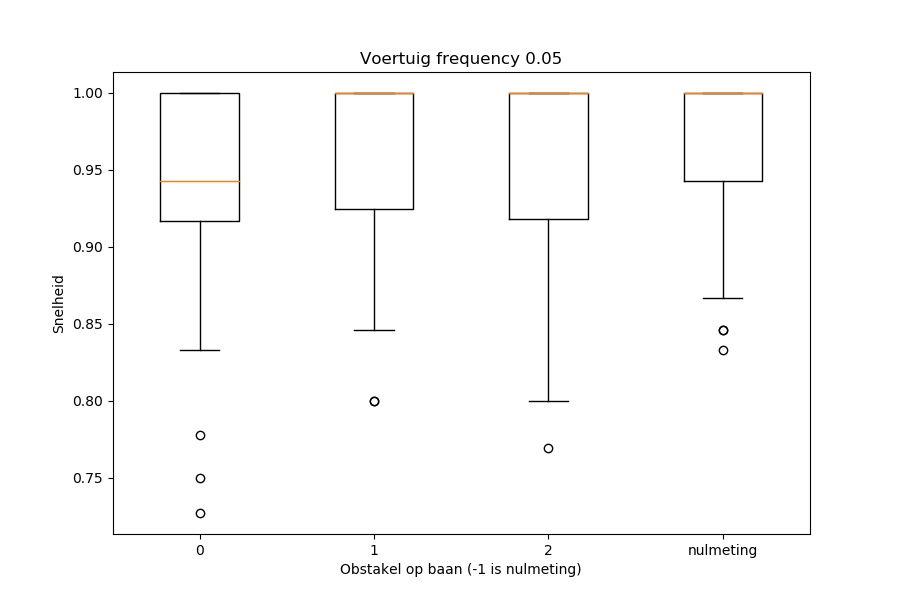 Voertuig frequency 0.05
1.00
0.95
0.90
0.85
0.80
0.75
Snelheid
0 1 2 nulmeting
Obstakel op baan (-1 is nulmeting)